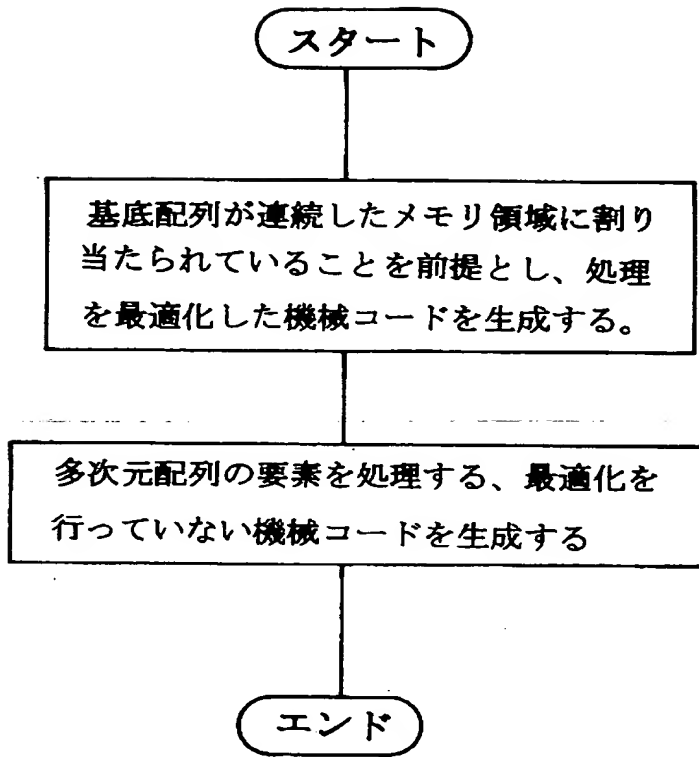 スタート
基底配列が連続したメモリ領域に割り
当たられていることを前提とし、処理
を最適化した機械コードを生成する。
多次元配列の要素を処理する、最適化を
行っていない機械コードを生成する
エンド